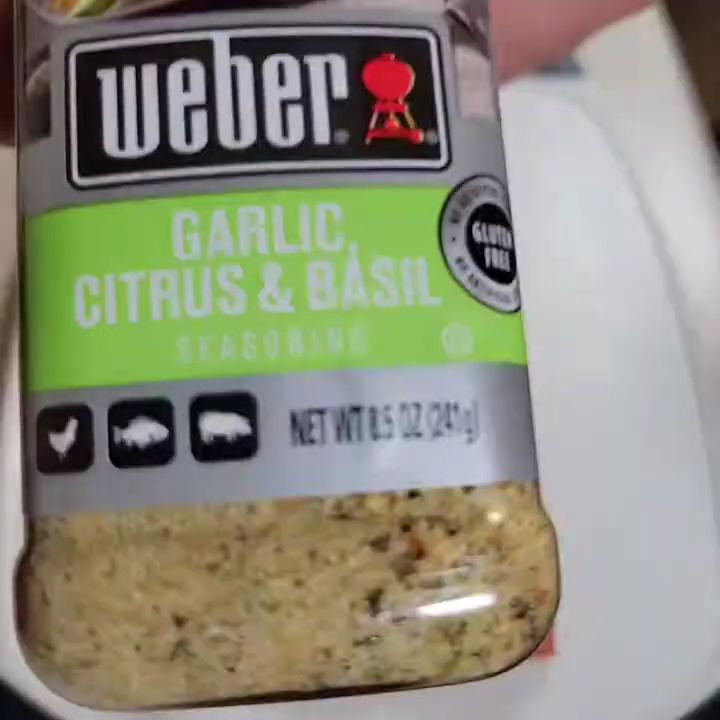 weber
GARLIC,
CITRUS & BASIL
SEASONING
GLUTEN
FREE
NET WT 8.5 OZ (241g)